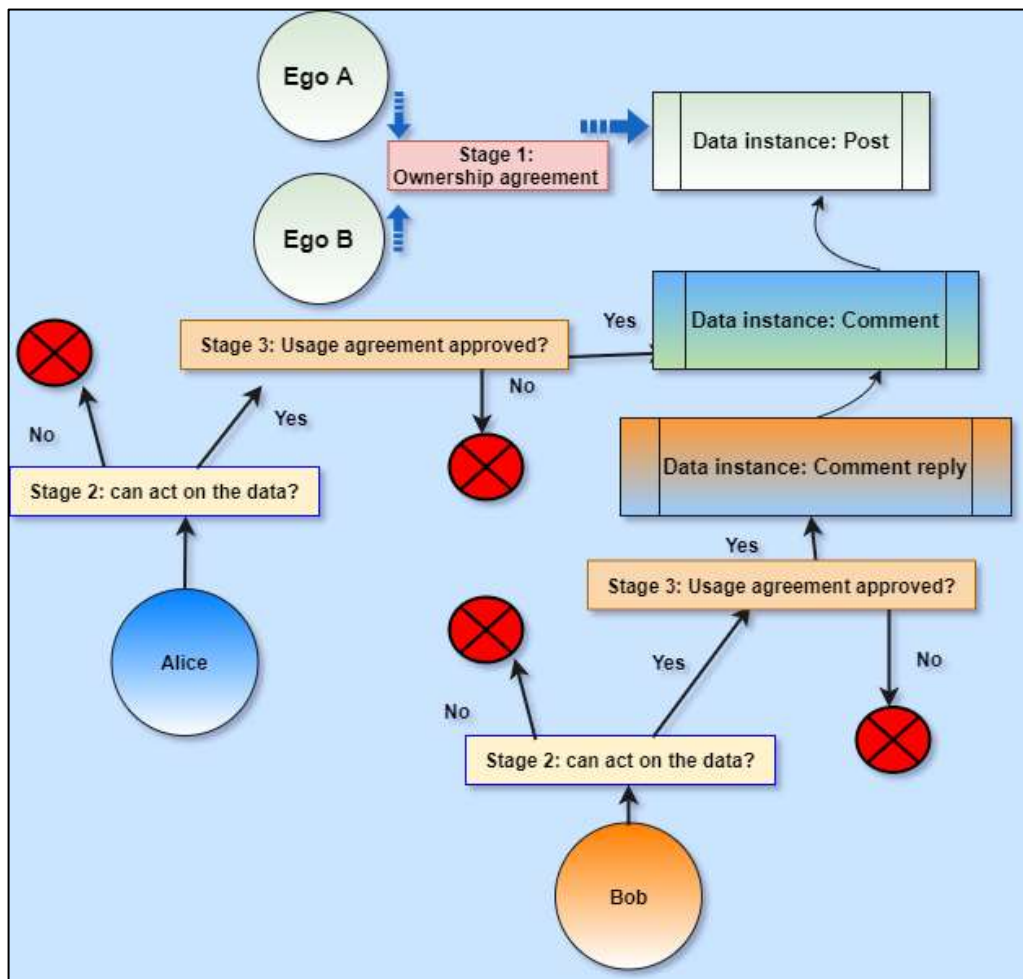 Ego A
Stage 1:
Ownership agreement
Data instance: Post
Ego B
Data instance: Comment
Yes
Stage 3: Usage agreement approved?
No
Yes
No
Data instance: Comment reply
Stage 2: can act on the data?
Yes
Stage 3: Usage agreement approved?
Alice
Yes
No
No
Stage 2: can act on the data?
Bob